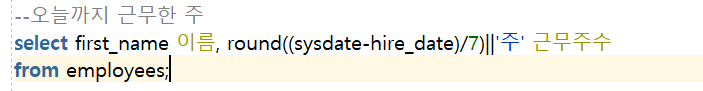 --오늘까지 근무한 주
select first_name 이름, round((sysdate-hire_date)/7)||'주' 근무주수
from employees;